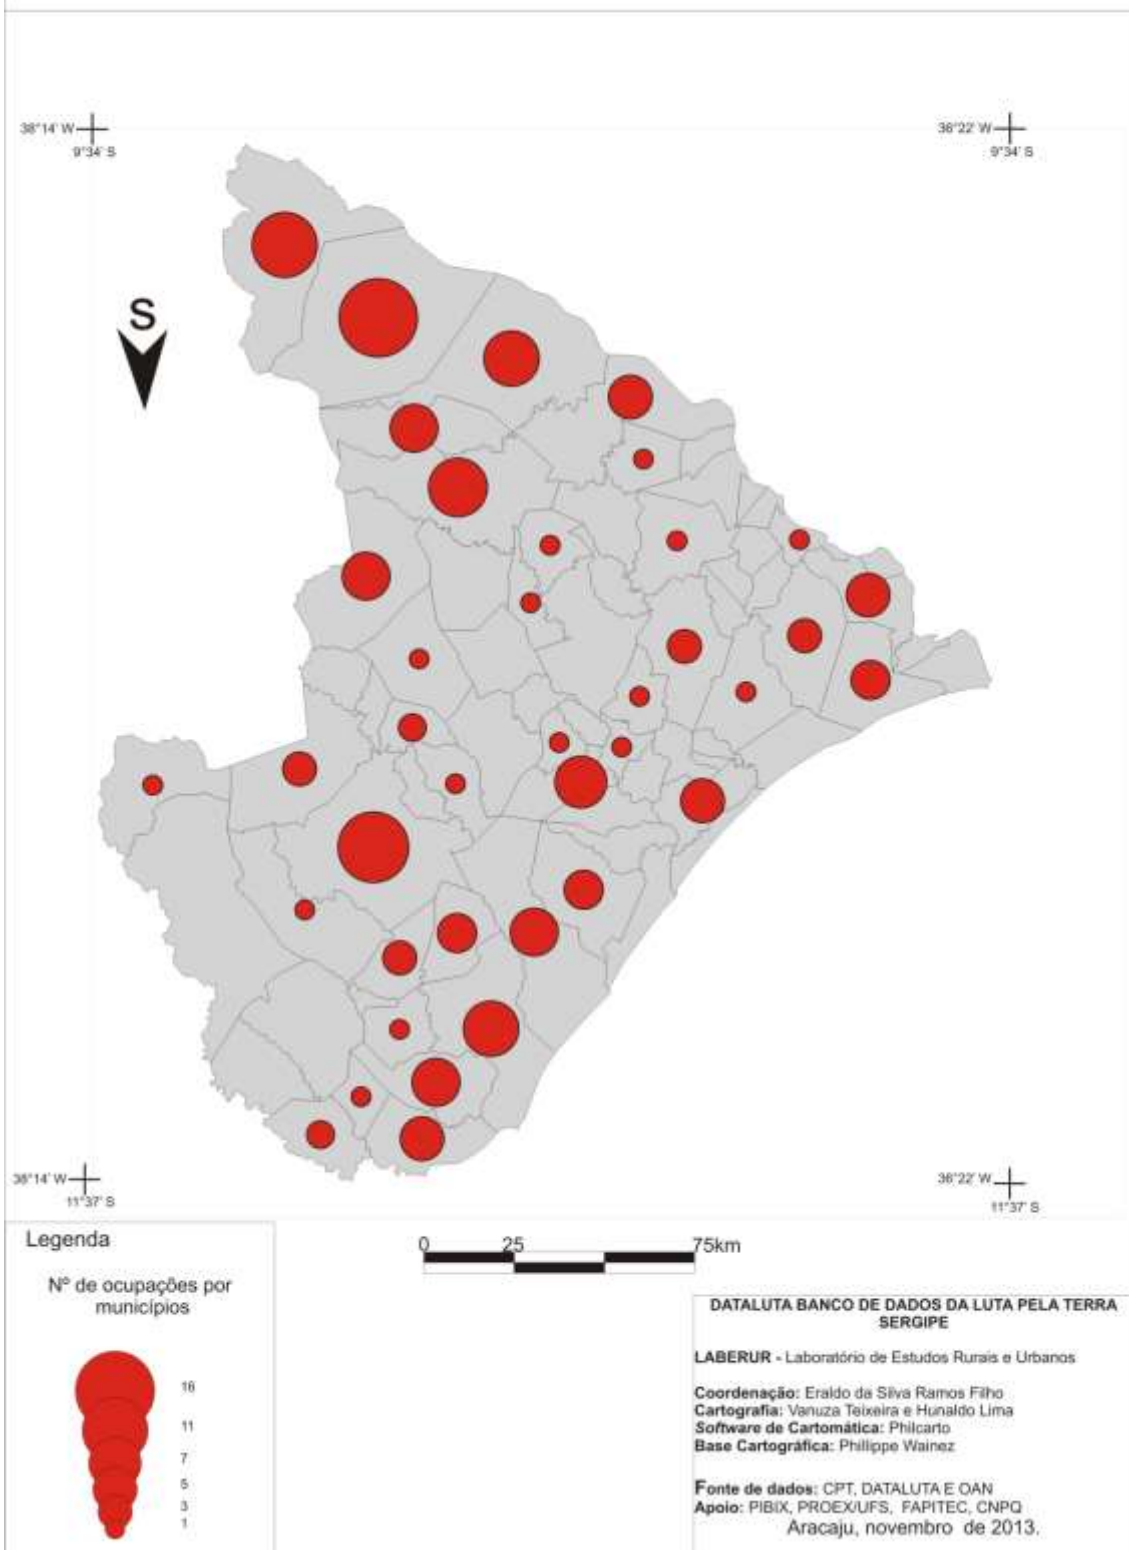 38°14' W
9°34' S
36°22' W
9°34' S
S
38°14' W
11°37' S
36°22' W
11°37' S
Legenda
Nº de ocupações por
municípios
16
11
7
5
3
1
0 25 75km
DATALUTA BANCO DE DADOS DA LUTA PELA TERRA
SERGIPE
LABERUR - Laboratório de Estudos Rurais e Urbanos
Coordenação: Eraldo da Silva Ramos Filho
Cartografia: Vanuza Teixeira e Hunaldo Lima
Software de Cartomática: Philcarto
Base Cartográfica: Phillippe Wainez
Fonte de dados: CPT, DATALUTA E OAN
Apoio: PIBIX, PROEX/UFS, FAPITEC, CNPQ
Aracaju, novembro de 2013.